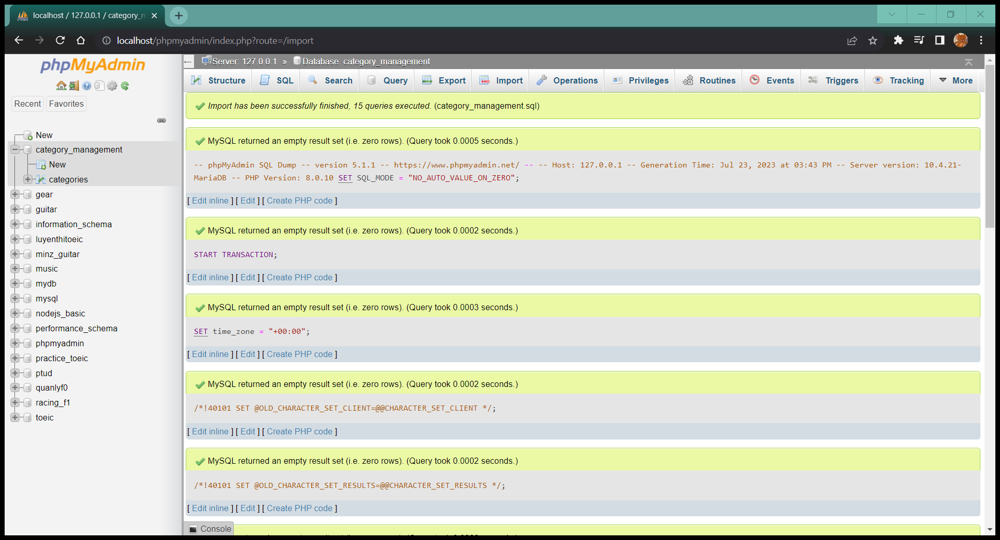 localhost / 127.0.0.1 / category_m
localhost/phpmyadmin/index.php?route=/import
phpMyAdmin
Recent
Favorites
New
category_management
New
categories
gear
guitar
information_schema
luyenthitoeic
minz_guitar
music
mydb
mysql
nodejs_basic
performance_schema
phpmyadmin
practice_toeic
ptud
quanlyf0
racing_f1
toeic
Server: 127.0.0.1 » Database: category_management
Structure SQL Search Query Export Import Operations Privileges Routines Events Triggers Tracking More
Import has been successfully finished, 15 queries executed. (category_management.sql)
MySQL returned an empty result set (i.e. zero rows). (Query took 0.0005 seconds.)
-- phpMyAdmin SQL Dump -- version 5.1.1 -- https://www.phpmyadmin.net/ -- -- Host: 127.0.0.1 -- Generation Time: Jul 23, 2023 at 03:43 PM -- Server version: 10.4.21-
MariaDB -- PHP Version: 8.0.10 SET SQL_MODE = "NO_AUTO_VALUE_ON_ZERO";
[ Edit inline ] [ Edit ] [ Create PHP code ]
MySQL returned an empty result set (i.e. zero rows). (Query took 0.0002 seconds.)
START TRANSACTION;
[ Edit inline ] [ Edit ] [ Create PHP code ]
MySQL returned an empty result set (i.e. zero rows). (Query took 0.0003 seconds.)
SET time_zone = "+00:00";
[ Edit inline ] [ Edit ] [ Create PHP code ]
MySQL returned an empty result set (i.e. zero rows). (Query took 0.0002 seconds.)
/*!40101 SET @OLD_CHARACTER_SET_CLIENT=@@CHARACTER_SET_CLIENT */;
[ Edit inline ] [ Edit ] [ Create PHP code ]
MySQL returned an empty result set (i.e. zero rows). (Query took 0.0002 seconds.)
/*!40101 SET @OLD_CHARACTER_SET_RESULTS=@@CHARACTER_SET_RESULTS */;
[ Edit inline ] [ Edit ] [ Create PHP code ]
Console